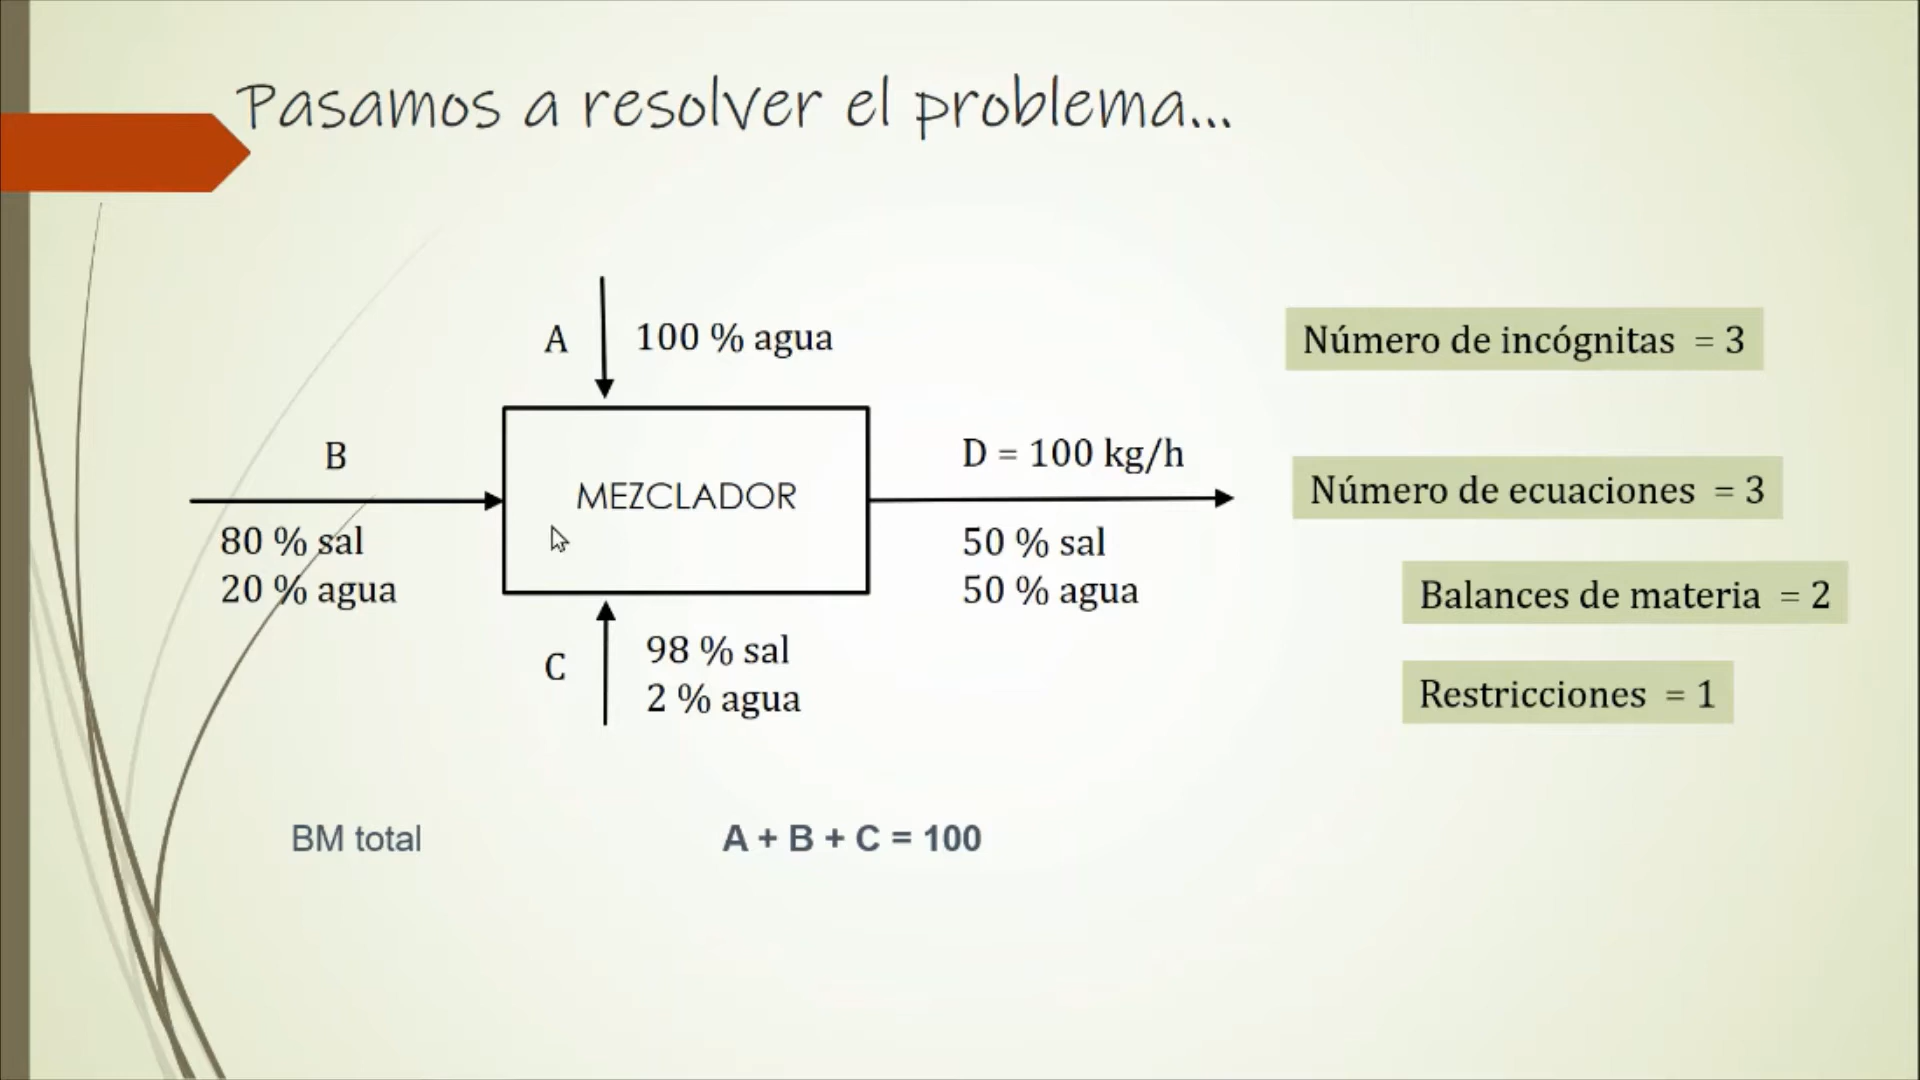 Pasamos a resolver el problema...
A
100 % agua
Número de incógnitas = 3
B
D = 100 kg/h
MEZCLADOR
Número de ecuaciones = 3
80 % sal
20 % agua
50 % sal
50 % agua
Balances de materia = 2
C
98 % sal
2 % agua
Restricciones = 1
BM total
A + B + C = 100